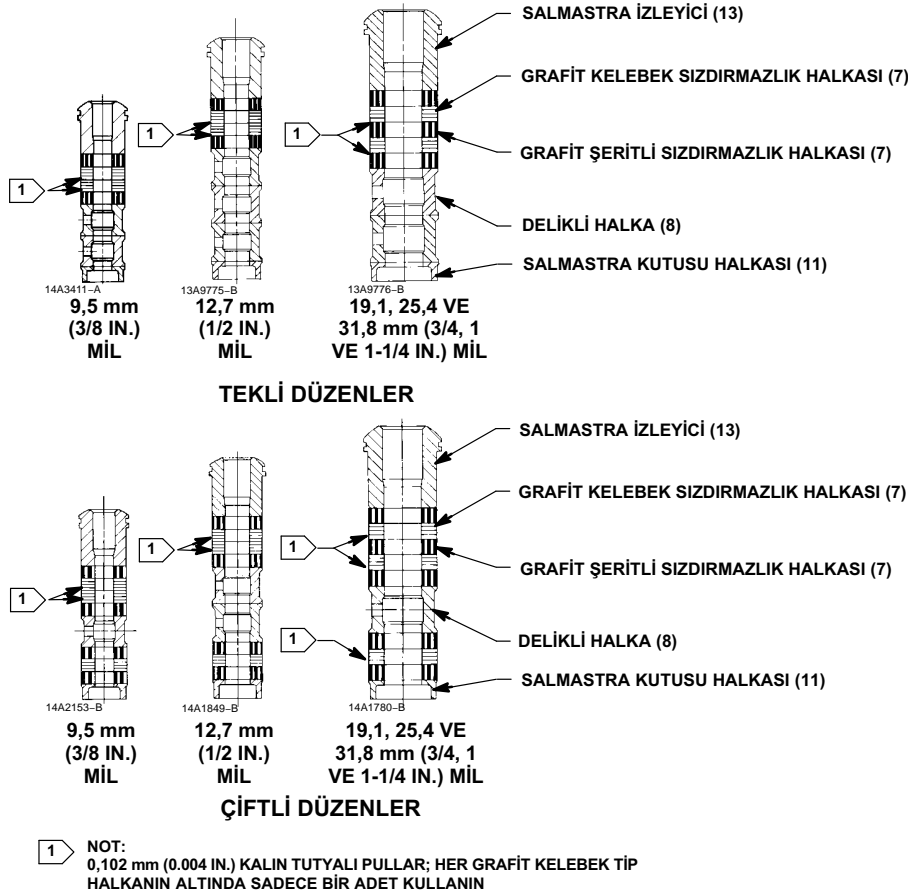 SALMASTRA İZLEYİCİ (13)
GRAFİT KELEBEK SIZDIRMAZLIK HALKASI (7)
1
1
GRAFİT ŞERİTLİ SIZDIRMAZLIK HALKASI (7)
1
DELİKLİ HALKA (8)
SALMASTRA KUTUSU HALKASI (11)
14A3411–A
13A9775–B
13A9776–B
9,5 mm
(3/8 IN.)
MİL
12,7 mm
(1/2 IN.)
MİL
19,1, 25,4 VE
31,8 mm (3/4, 1
VE 1-1/4 IN.) MİL
TEKLİ DÜZENLER
SALMASTRA İZLEYİCİ (13)
GRAFİT KELEBEK SIZDIRMAZLIK HALKASI (7)
1
1
GRAFİT ŞERİTLİ SIZDIRMAZLIK HALKASI (7)
1
1
DELİKLİ HALKA (8)
SALMASTRA KUTUSU HALKASI (11)
14A2153–B
14A1849–B
14A1780–B
9,5 mm
(3/8 IN.)
MİL
12,7 mm
(1/2 IN.)
MİL
19,1, 25,4 VE
31,8 mm (3/4, 1
VE 1-1/4 IN.) MİL
ÇİFTLİ DÜZENLER
1
NOT:
0,102 mm (0.004 IN.) KALIN TUTYALI PULLAR; HER GRAFİT KELEBEK TİP
HALKANIN ALTINDA SADECE BİR ADET KULLANIN